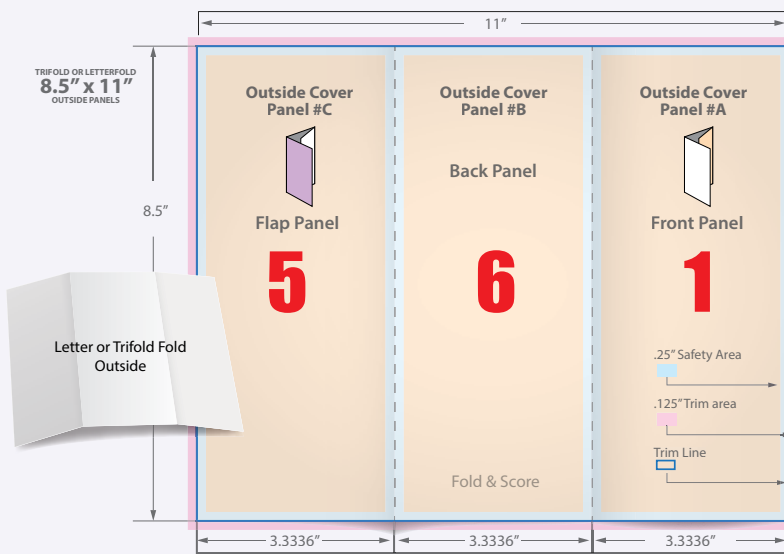 11”
TRIFOLD OR LETTERFOLD
8.5” x 11”
OUTSIDE PANELS
Outside Cover
Panel #C
Outside Cover
Panel #B
Outside Cover
Panel #A
Back Panel
8.5”
Flap Panel
Front Panel
5
6
1
Letter or Trifold Fold
Outside
.25” Safety Area
.125” Trim area
Trim Line
Fold & Score
3.3336”
3.3336”
3.3336”